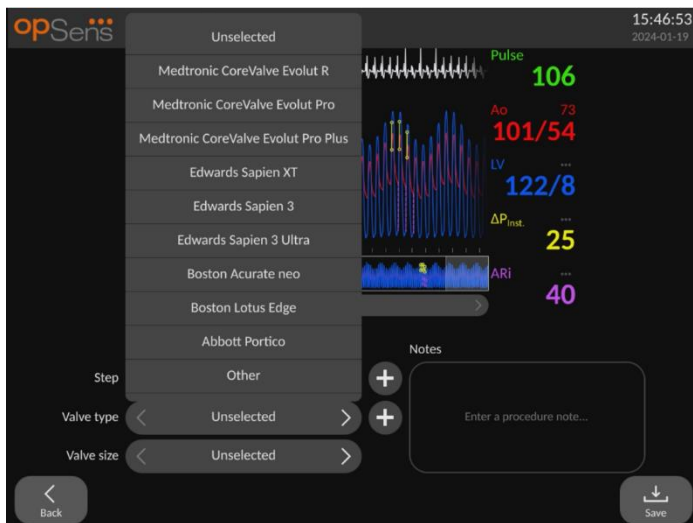 opSens
15:46:53
2024-01-19
Unselected
Medtronic CoreValve Evolut R
Medtronic CoreValve Evolut Pro
Medtronic CoreValve Evolut Pro Plus
Edwards Sapien XT
Edwards Sapien 3
Edwards Sapien 3 Ultra
Boston Acurate neo
Boston Lotus Edge
Abbott Portico
Other
Pulse
106
Ao 73
101/54
LV ---
122/8
ΔPInst. ---
25
ARi ---
40
Step
Valve type Unselected
Valve size Unselected
Notes
Enter a procedure note...
Back
Save